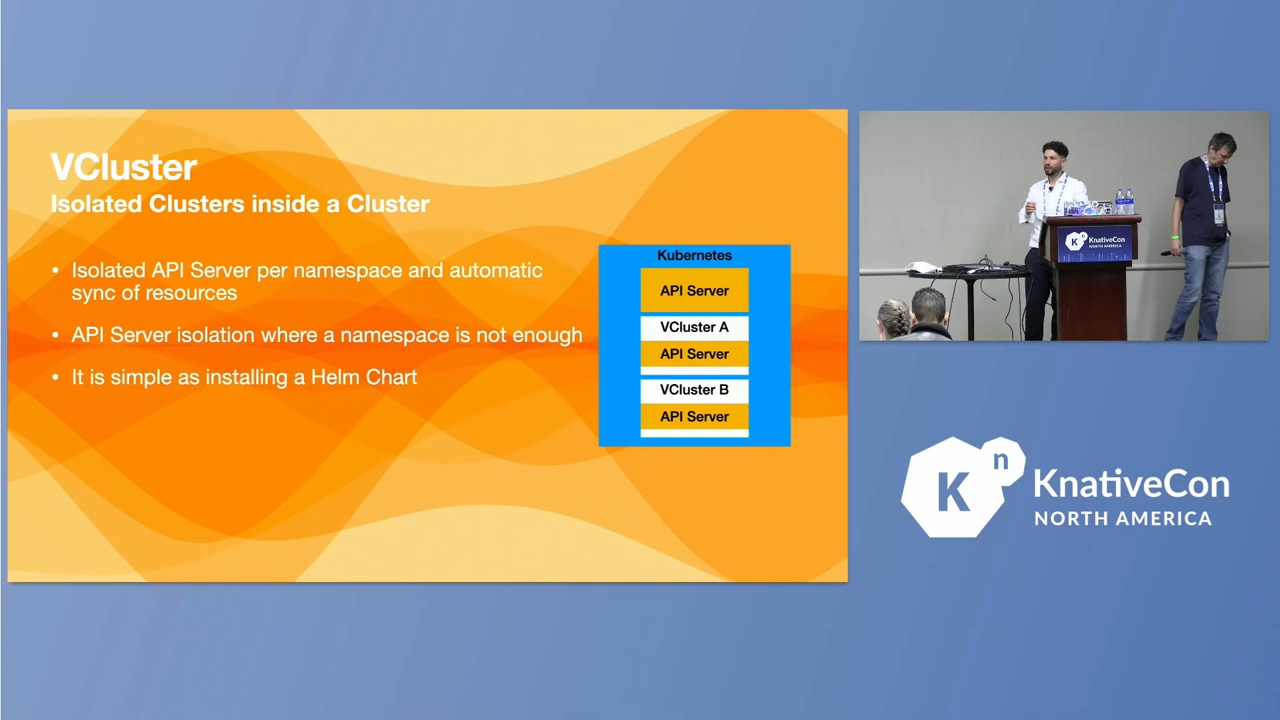 VCluster
Isolated Clusters inside a Cluster
• Isolated API Server per namespace and automatic
sync of resources
• API Server isolation where a namespace is not enough
• It is simple as installing a Helm Chart
Kubernetes
API Server
VCluster A
API Server
VCluster B
API Server
K
KnativeCon
NORTH AMERICA
K n
KnativeCon
NORTH AMERICA